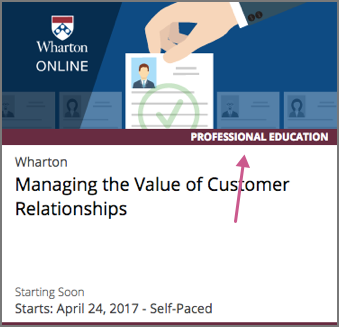 Wharton
ONLINE
PROFESSIONAL EDUCATION
Wharton
Managing the Value of Customer
Relationships
Starting Soon
Starts: April 24, 2017 - Self-Paced